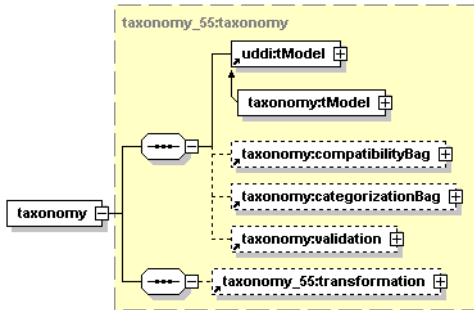 taxonomy_55:taxonomy
uddi:tModel
taxonomy:tModel
taxonomy:compatibilityBag
taxonomy:categorizationBag
taxonomy
taxonomy:validation
taxonomy_55:transformation